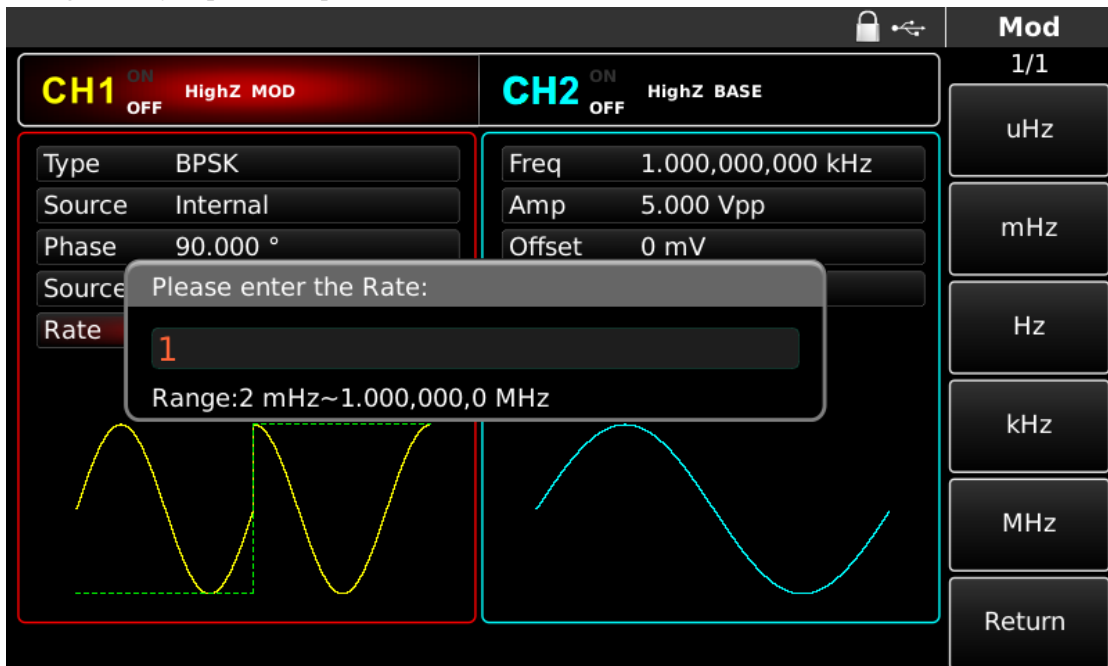 Mod
1/1
CH1 ON OFF HighZ MOD
CH2 ON OFF HighZ BASE
uHz
Type BPSK
Freq 1.000,000,000 kHz
Source Internal
Amp 5.000 Vpp
mHz
Phase 90.000 °
Offset 0 mV
Source
Please enter the Rate:
Rate
1
Hz
Range:2 mHz~1.000,000,0 MHz
kHz
MHz
Return